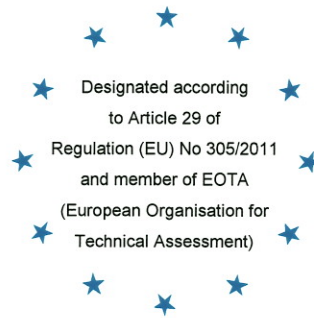 Designated according
to Article 29 of
Regulation (EU) No 305/2011
and member of EOTA
(European Organisation for
Technical Assessment)